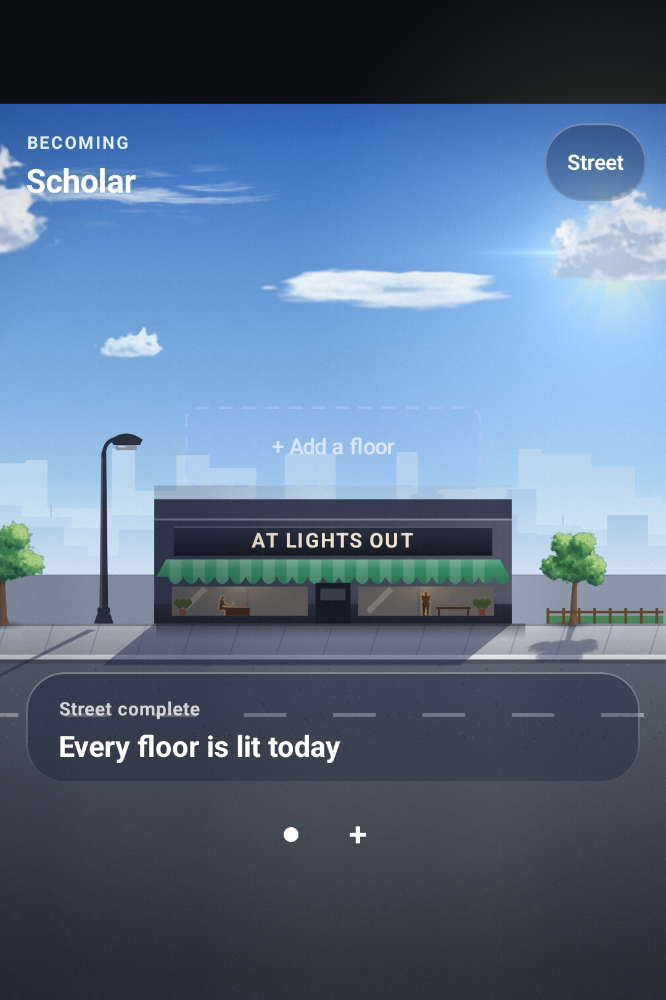 BECOMING
Scholar
Street
+ Add a floor
AT LIGHTS OUT
Street complete
Every floor is lit today
+